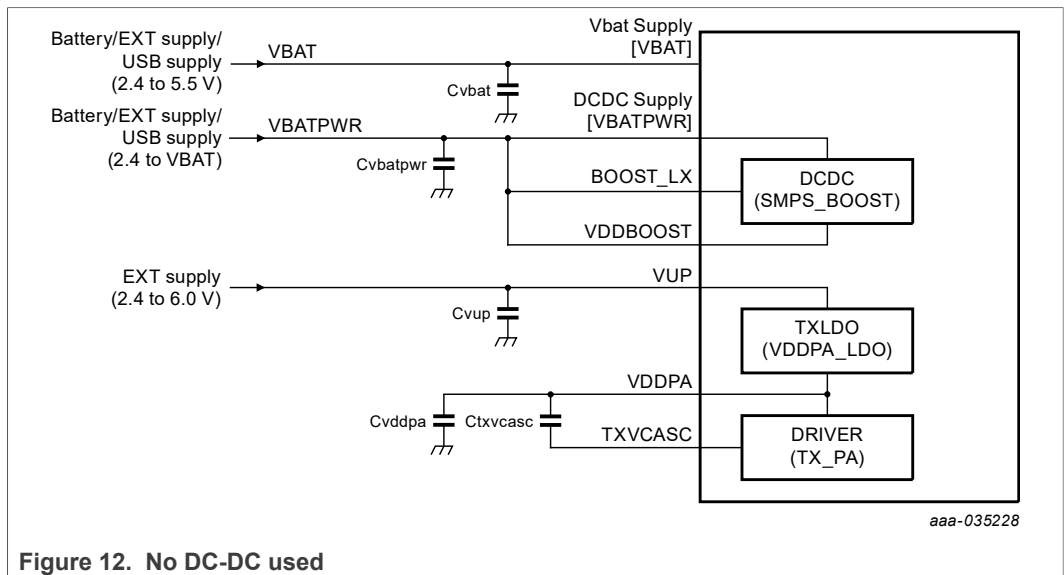 Battery/EXT supply/
USB supply
(2.4 to 5.5 V)
VBAT
Vbat Supply
[VBAT]
Cvbat
Battery/EXT supply/
USB supply
(2.4 to VBAT)
VBATPWR
DCDC Supply
[VBATPWR]
Cvbatpwr
BOOST_LX
DCDC
(SMPS_BOOST)
VDDBOOST
EXT supply
(2.4 to 6.0 V)
VUP
Cvup
TXLDO
(VDDPA_LDO)
VDDPA
Cvddpa
Ctxvcasc
TXVCASC
DRIVER
(TX_PA)
aaa-035228
Figure 12. No DC-DC used